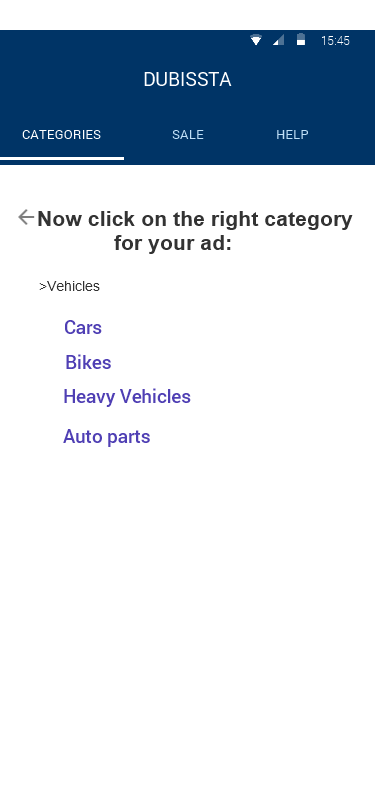 15:45
DUBISSTA
CATEGORIES SALE HELP
Now click on the right category
for your ad:
>Vehicles
Cars
Bikes
Heavy Vehicles
Auto parts